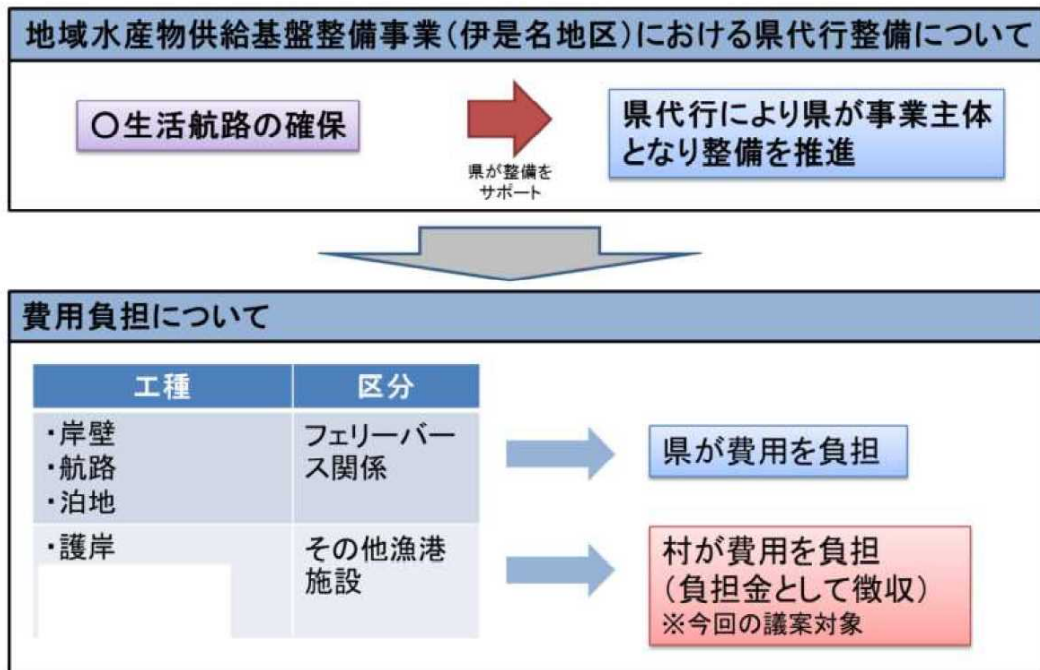 地域水産物供給基盤整備事業(伊是名地区)における県代行整備について
〇生活航路の確保
県が整備を
サポート
県代行により県が事業主体
となり整備を推進
費用負担について
工種
区分
・岸壁
・航路
・泊地
フェリーバー
ス関係
県が費用を負担
・護岸
その他漁港
施設
村が費用を負担
(負担金として徴収)
※今回の議案対象